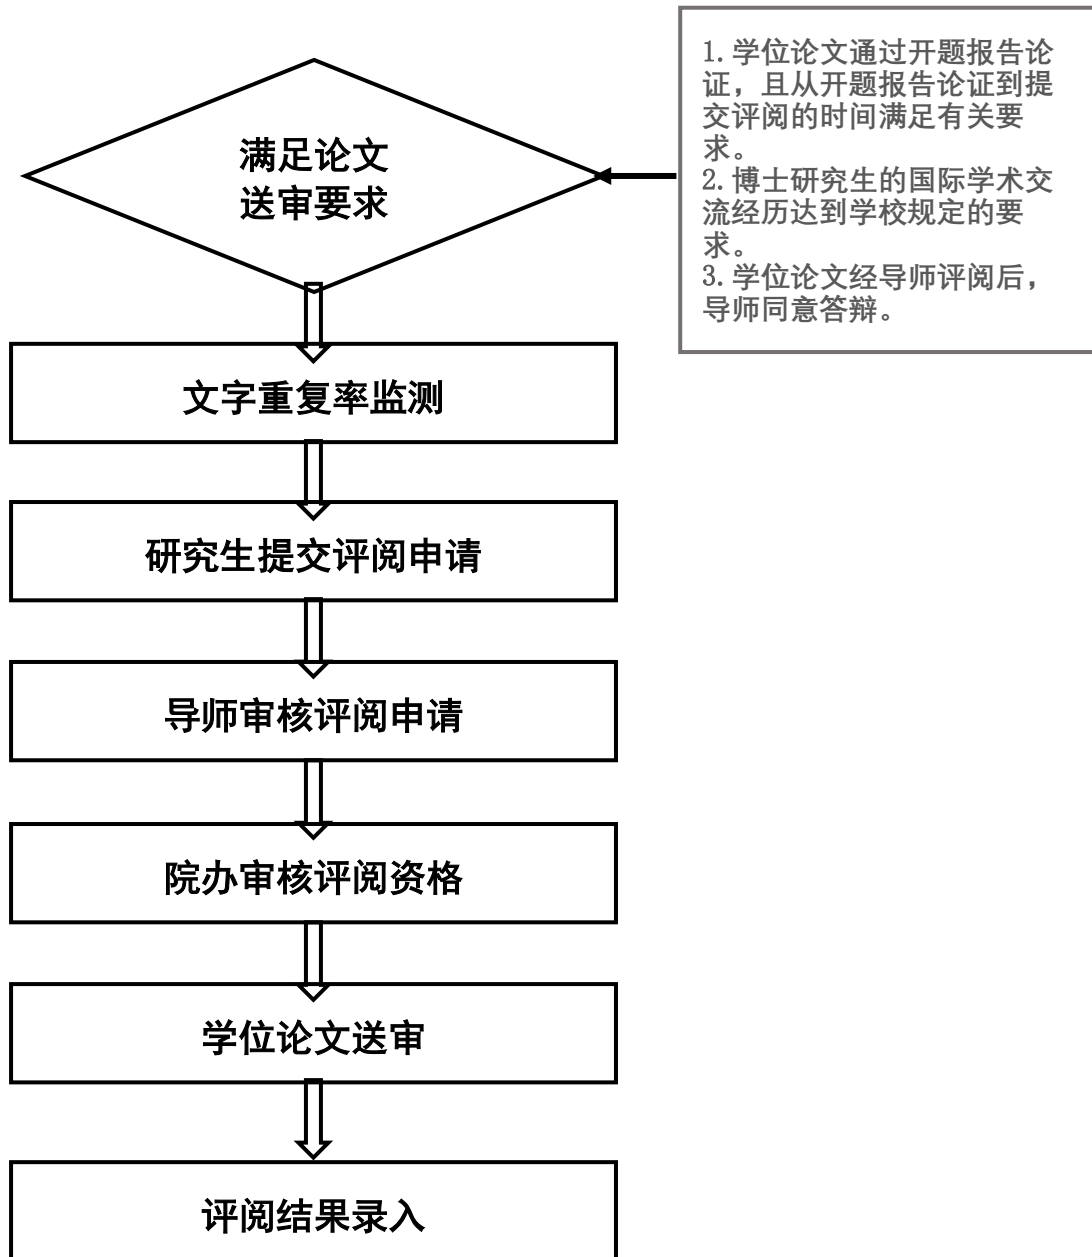 满足论文
送审要求
1. 学位论文通过开题报告论
证，且从开题报告论证到提
交评阅的时间满足有关要
求。
2. 博士研究生的国际学术交
流经历达到学校规定的要
求。
3. 学位论文经导师评阅后，
导师同意答辩。
文字重复率监测
研究生提交评阅申请
导师审核评阅申请
院办审核评阅资格
学位论文送审
评阅结果录入